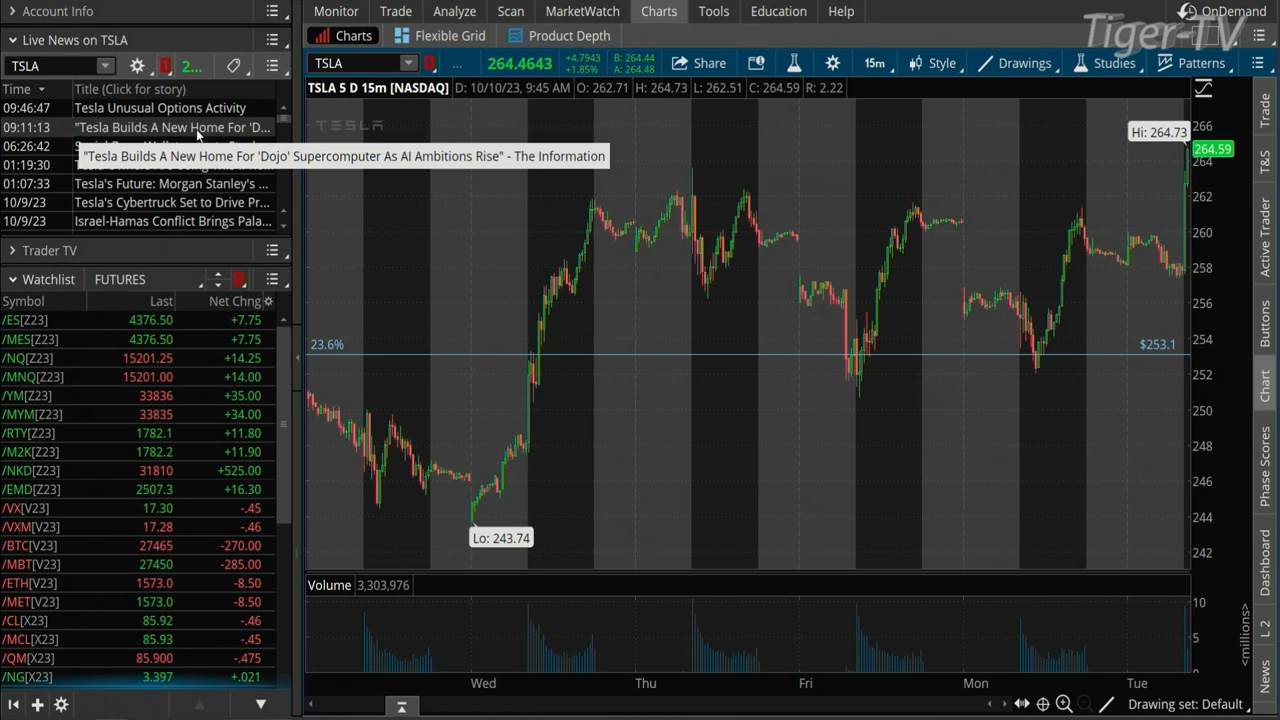 Account Info
Monitor Trade Analyze Scan MarketWatch Charts Tools Education Help
OnDemand
Tiger-TV
Live News on TSLA
Charts Flexible Grid Product Depth
TSLA 2...
TSLA ... 264.4643 +4.7943 +1.85% B: 264.44 A: 264.48 Share 15m Style Drawings Studies Patterns
Time Title (Click for story)
TSLA 5 D 15m [NASDAQ] D: 10/10/23, 9:45 AM O: 262.71 H: 264.73 L: 262.51 C: 264.59 R: 2.22
09:46:47 Tesla Unusual Options Activity
09:11:13 "Tesla Builds A New Home For 'D...
06:26:42
"Tesla Builds A New Home For 'Dojo' Supercomputer As AI Ambitions Rise" - The Information
01:19:30
01:07:33 Tesla's Future: Morgan Stanley's ...
10/9/23 Tesla's Cybertruck Set to Drive Pr...
10/9/23 Israel-Hamas Conflict Brings Pala...
Trader TV
Watchlist FUTURES
Symbol Last Net Chng
/ES[Z23] 4376.50 +7.75
/MES[Z23] 4376.50 +7.75
/NQ[Z23] 15201.25 +14.25
/MNQ[Z23] 15201.00 +14.00
/YM[Z23] 33836 +35.00
/MYM[Z23] 33835 +34.00
/RTY[Z23] 1782.1 +11.80
/M2K[Z23] 1782.2 +11.90
/NKD[Z23] 31810 +525.00
/EMD[Z23] 2507.3 +16.30
/VX[V23] 17.30 -.45
/VXM[V23] 17.28 -.46
/BTC[V23] 27465 -270.00
/MBT[V23] 27450 -285.00
/ETH[V23] 1573.0 -8.50
/MET[V23] 1573.0 -8.50
/CL[X23] 85.92 -.46
/MCL[X23] 85.93 -.45
/QM[X23] 85.900 -.475
/NG[X23] 3.397 +.021
TESLA
Hi: 264.73
264.59
23.6%
$253.1
Lo: 243.74
266
264
262
260
258
256
254
252
250
248
246
244
242
Volume 3,303,976
10
5
<millions>
Wed Thu Fri Mon Tue
Drawing set: Default
Trade
T&S
Active Trader
Buttons
Chart
Phase Scores
Dashboard
L 2
News